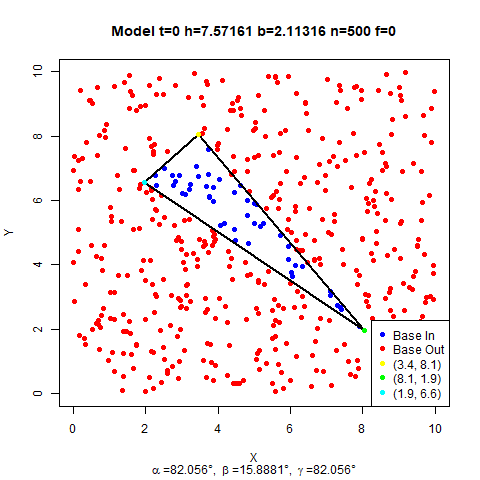 Model t=0 h=7.57161 b=2.11316 n=500 f=0
Y
10
8
6
4
2
0
0 2 4 6 8 10
Base In
Base Out
(3.4, 8.1)
(8.1, 1.9)
(1.9, 6.6)
X
α=82.056°, β=15.8881°, γ=82.056°